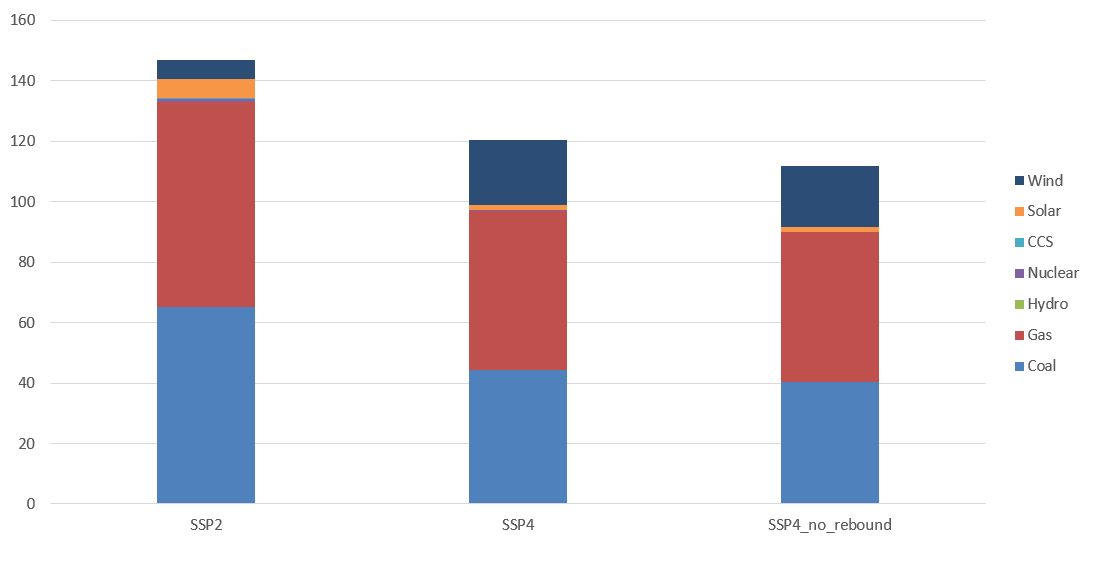 160
140
120
100
80
60
40
20
0
SSP2
SSP4
SSP4_no_rebound
Wind
Solar
CCS
Nuclear
Hydro
Gas
Coal